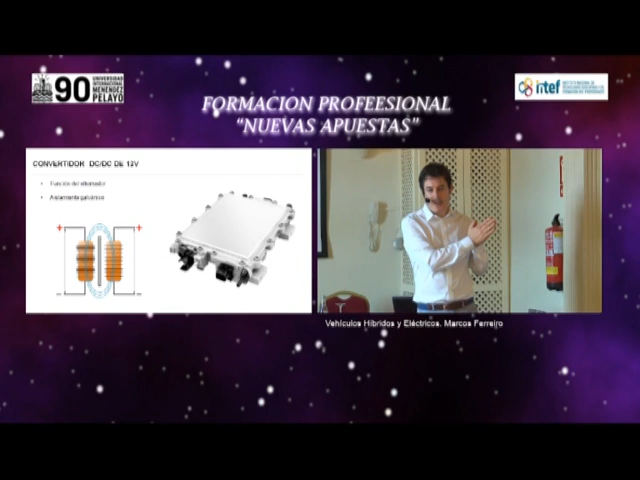 90
UNIVERSIDAD
INTERNACIONAL
MENÉNDEZ
PELAYO
intef
FORMACION PROFEESIONAL
“NUEVAS APUESTAS”
CONVERTIDOR DC/DC DE 12V
• Función del alternador
• Aislamiento galvánico
+ +
– –
Vehículos Híbridos y Eléctricos. Marcos Ferreiro